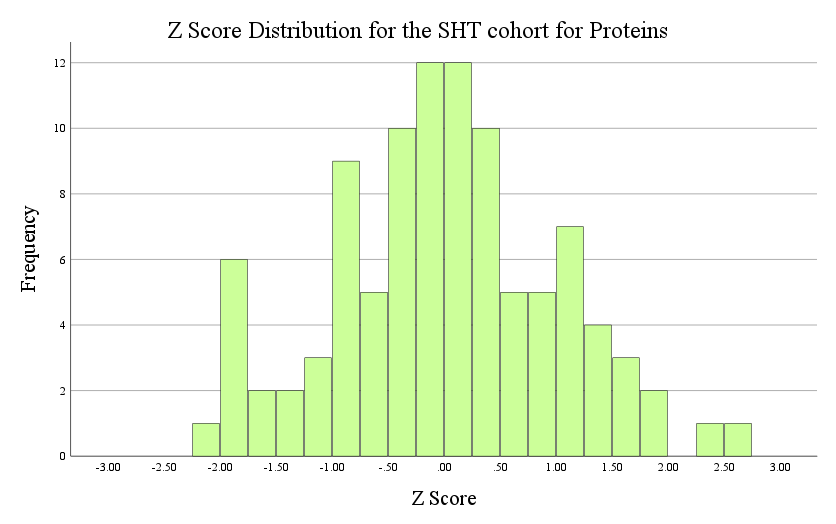 Z Score Distribution for the SHT cohort for Proteins
12
10
8
6
4
2
0
Frequency
-3.00 -2.50 -2.00 -1.50 -1.00 -.50 .00 .50 1.00 1.50 2.00 2.50 3.00
Z Score